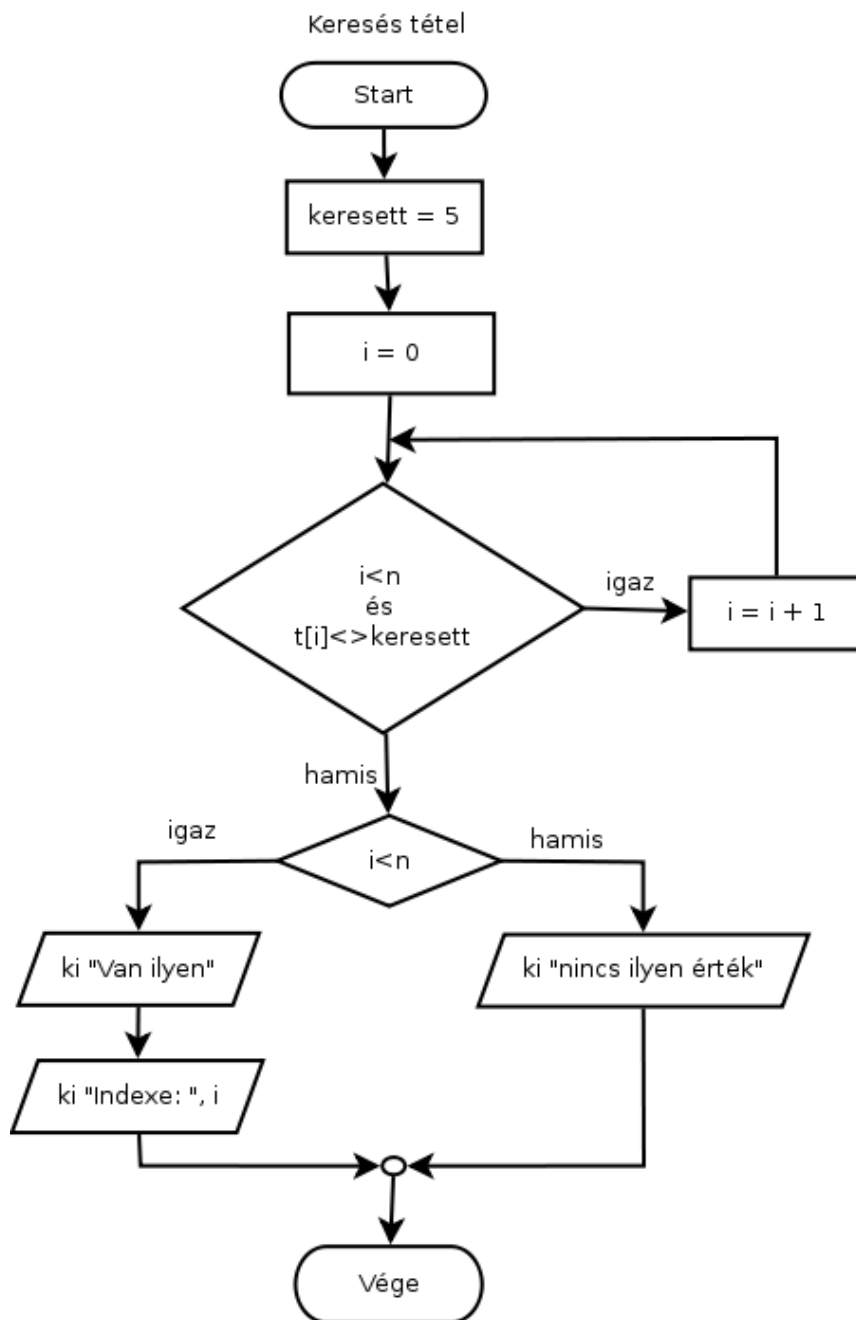 Keresés tétel
Start
keresett = 5
i = 0
i<n
és
t[i]<>keresett
igaz
i = i + 1
hamis
i<n
igaz
hamis
ki "Van ilyen"
ki "nincs ilyen érték"
ki "Indexe: ", i
Vége